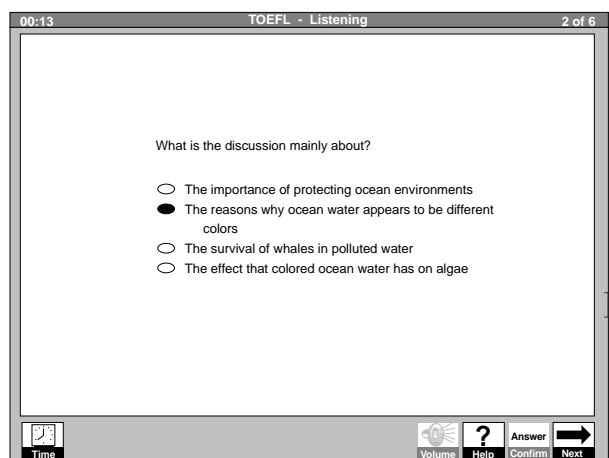 00:13 TOEFL - Listening 2 of 6
What is the discussion mainly about?
The importance of protecting ocean environments
The reasons why ocean water appears to be different
colors
The survival of whales in polluted water
The effect that colored ocean water has on algae
? Answer
Time Volume Help Confirm Next